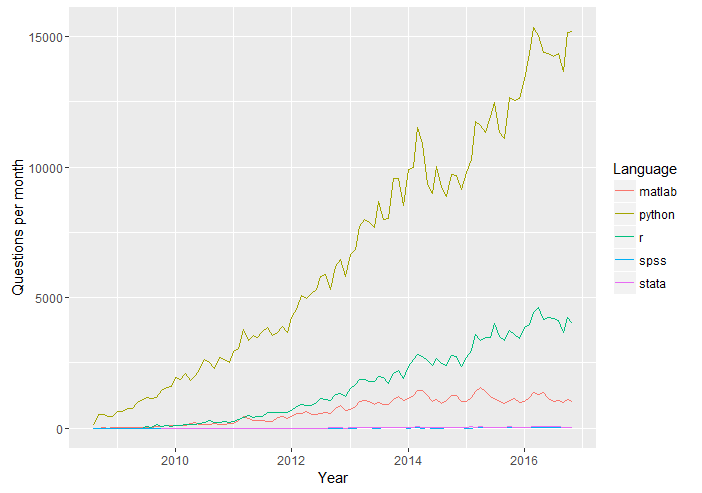 15000
10000
5000
0
Questions per month
2010
2012
2014
2016
Year
Language
matlab
python
r
spss
stata